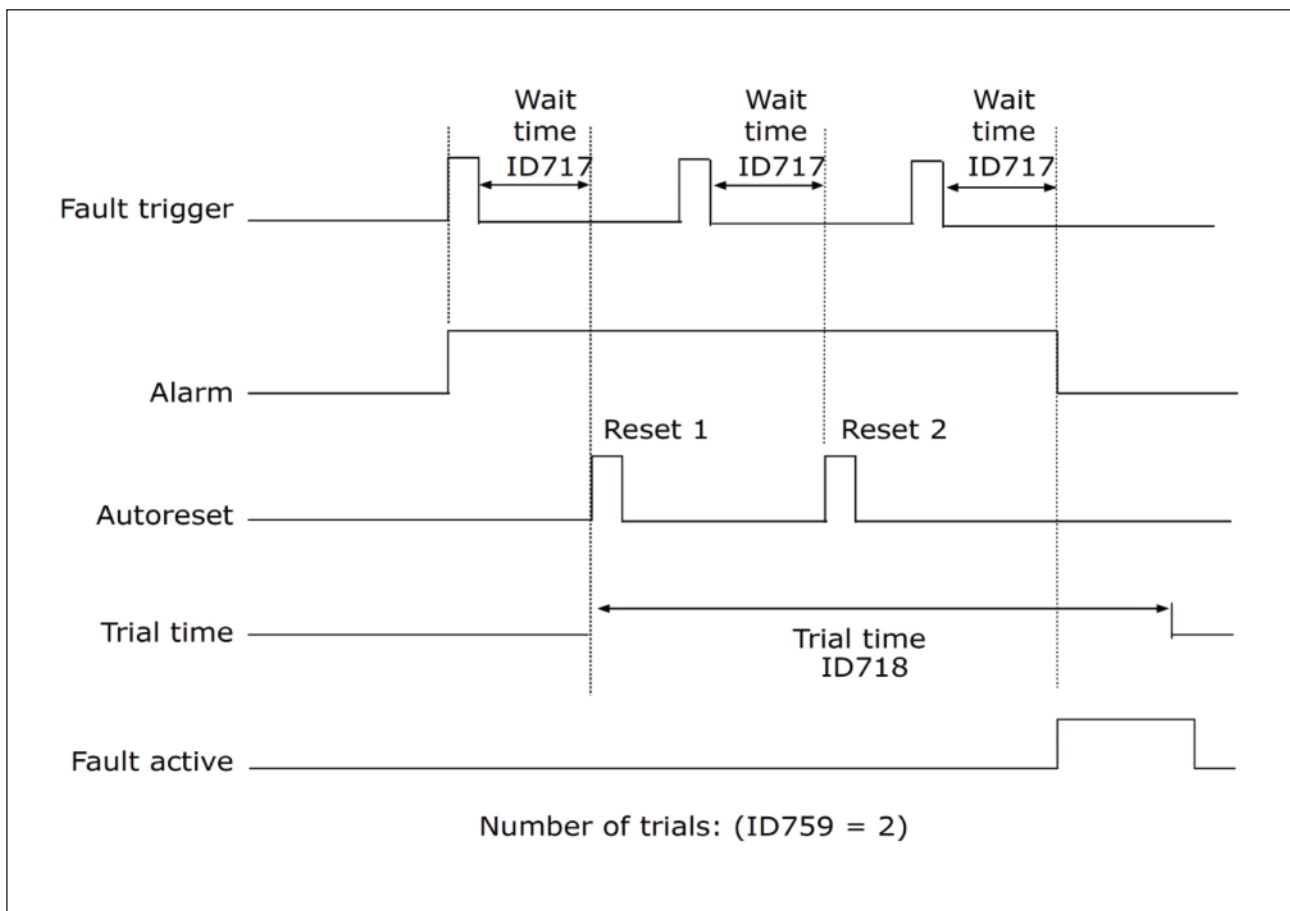 Wait
time
ID717
Wait
time
ID717
Wait
time
ID717
Fault trigger
Alarm
Reset 1
Reset 2
Autoreset
Trial time
Trial time
ID718
Fault active
Number of trials: (ID759 = 2)